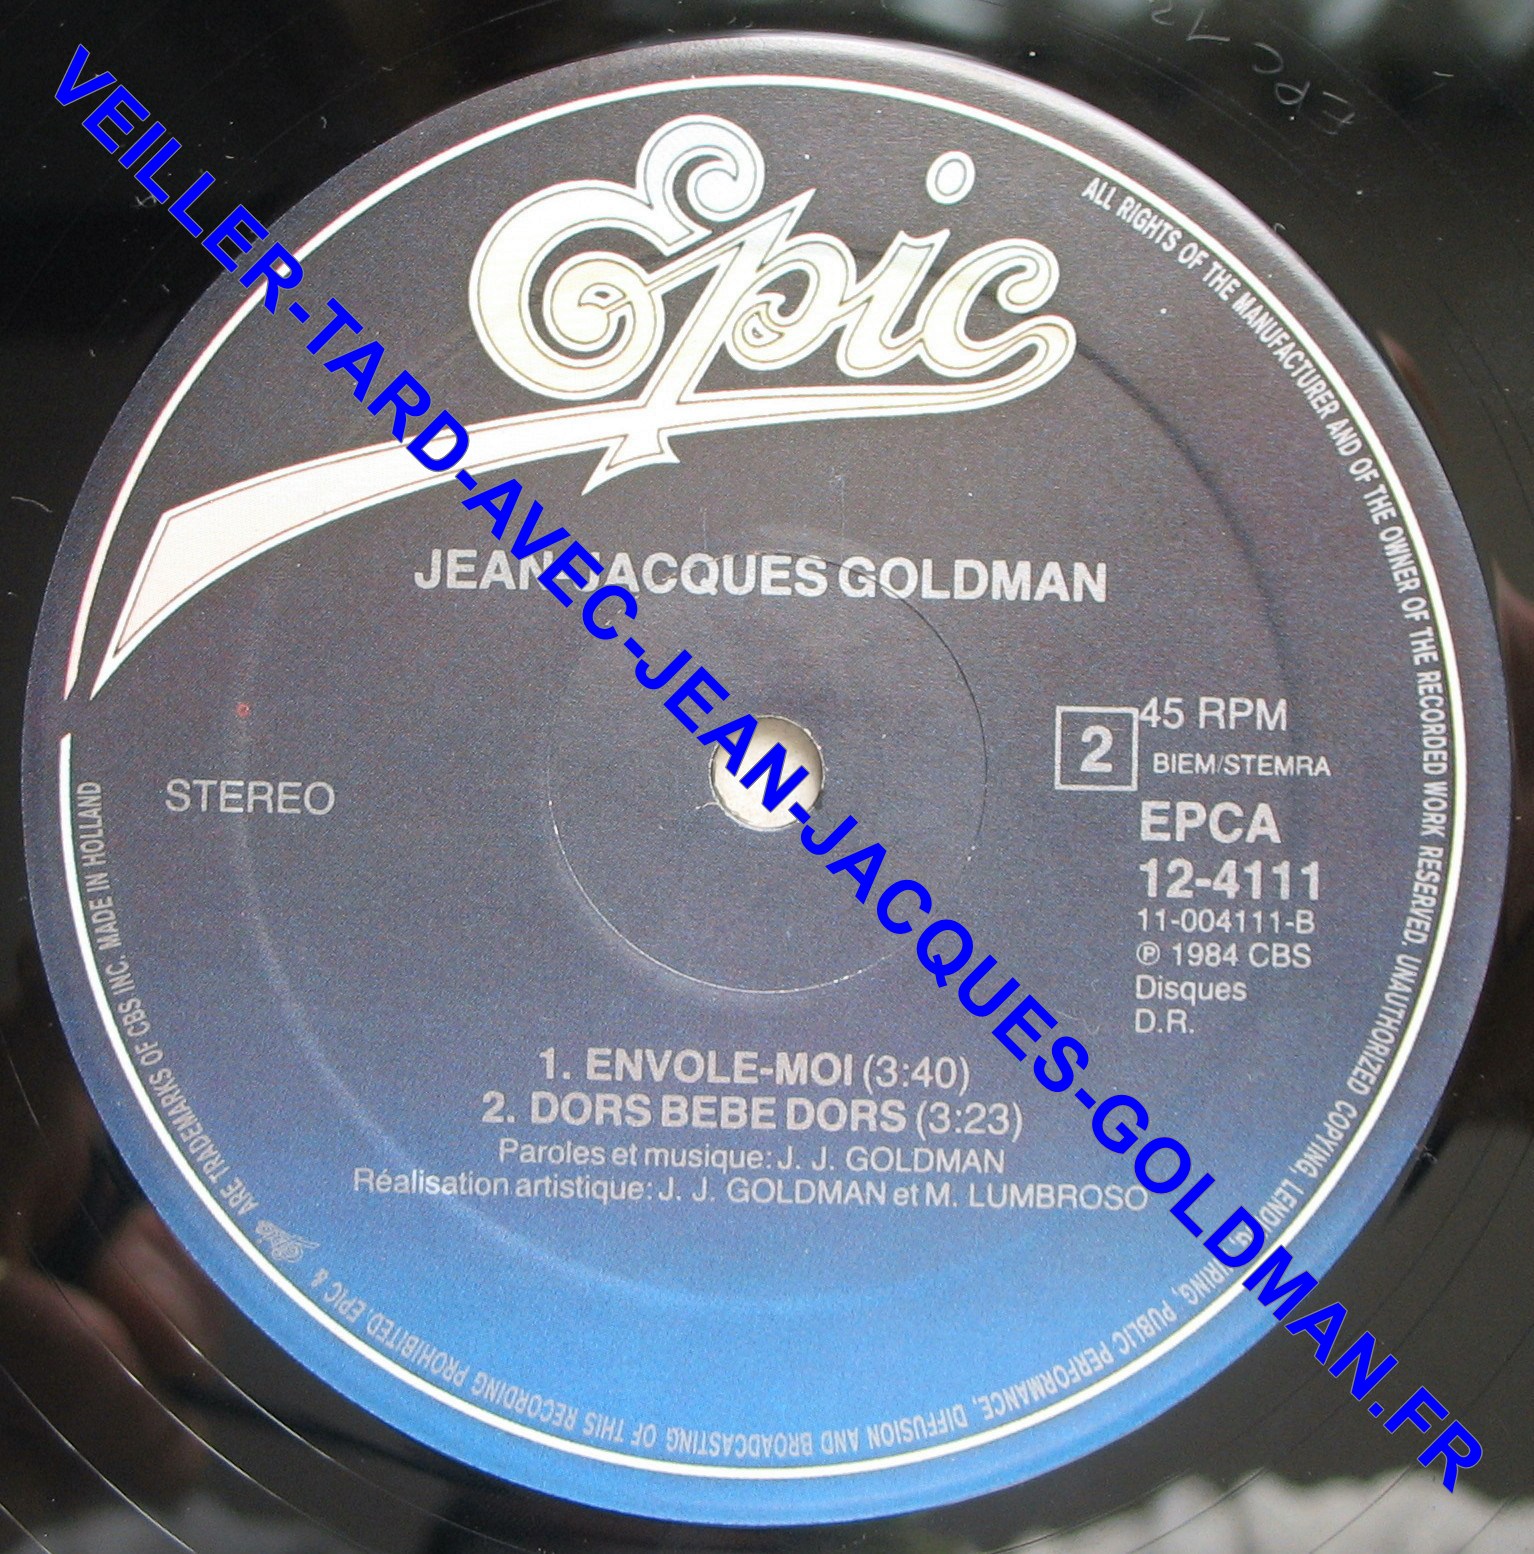 EPC 12
VEILLER-TARD-AVEC-JEAN-JACQUES-GOLDMAN.FR
Epic
JEAN-JACQUES GOLDMAN
STEREO
2
45 RPM
BIEM/STEMRA
EPCA
12-4111
11-004111-B
℗ 1984 CBS
Disques
D.R.
1. ENVOLE-MOI (3:40)
2. DORS BEBE DORS (3:23)
Paroles et musique: J. J. GOLDMAN
Réalisation artistique: J. J. GOLDMAN et M. LUMBROSO
ALL RIGHTS OF THE MANUFACTURER AND OF THE OWNER OF THE RECORDED WORK RESERVED. UNAUTHORIZED COPYING, LENDING, PUBLIC PERFORMANCE, DIFFUSION AND BROADCASTING OF THIS RECORDING PROHIBITED. EPIC & Epic ARE TRADEMARKS OF CBS INC. MADE IN HOLLAND